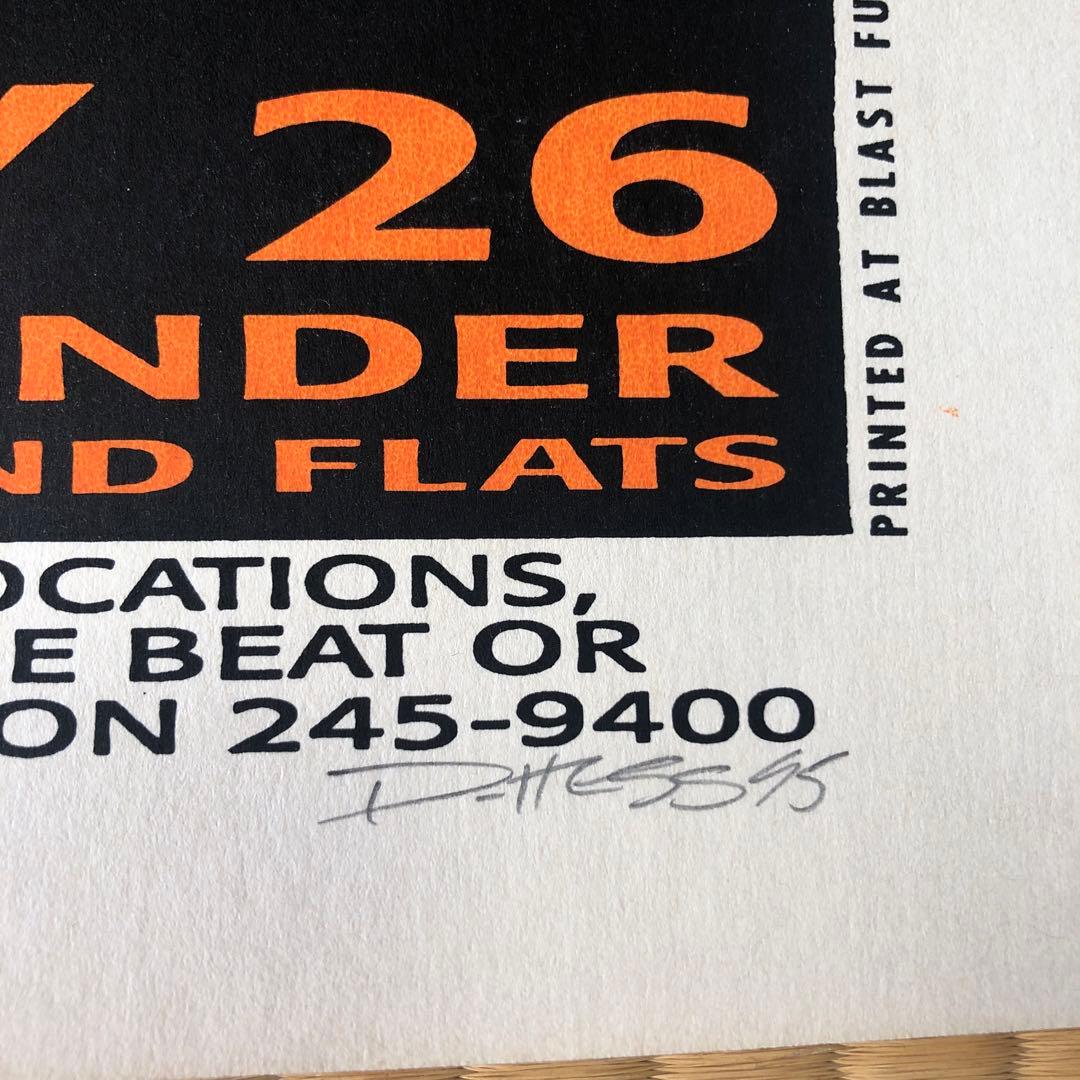 Y 26
NDER
ND FLATS
OCATIONS,
E BEAT OR
ON 245-9400
D-HESS 95
PRINTED AT BLAST FU